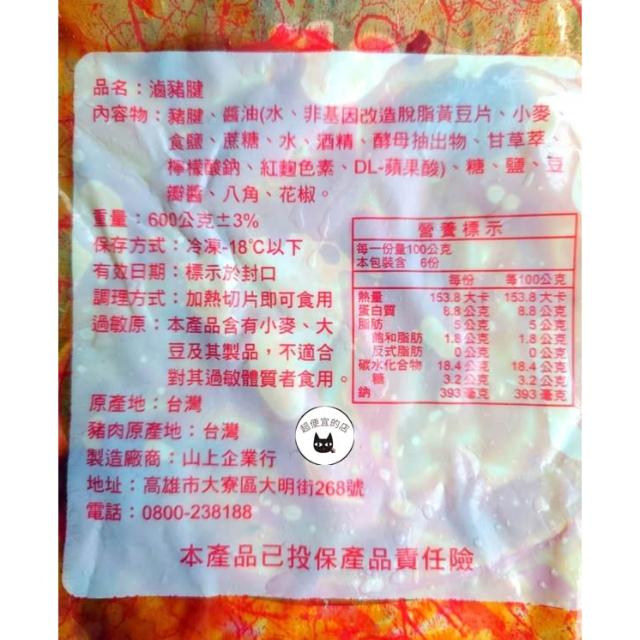 品名：滷豬腱
內容物：豬腱、醬油(水、非基因改造脫脂黃豆片、小麥、
食鹽、蔗糖、水、酒精、酵母抽出物、甘草萃、
檸檬酸鈉、紅麴色素、DL-蘋果酸)、糖、鹽、豆
瓣醬、八角、花椒。
重量：600公克±3%
保存方式：冷凍-18℃以下
有效日期：標示於封口
調理方式：加熱切片即可食用
過敏原：本產品含有小麥、大
豆及其製品，不適合
對其過敏體質者食用。
原產地：台灣
豬肉原產地：台灣
製造廠商：山上企業行
地址：高雄市大寮區大明街268號
電話：0800-238188
本產品已投保產品責任險
營養標示
每一份量100公克
本包裝含 6份
每份 每100公克
熱量 153.8大卡 153.8大卡
蛋白質 8.8公克 8.8公克
脂肪 5公克 5公克
飽和脂肪 1.8公克 1.8公克
反式脂肪 0公克 0公克
碳水化合物 18.4公克 18.4公克
糖 3.2公克 3.2公克
鈉 393毫克 393毫克
超便宜的店